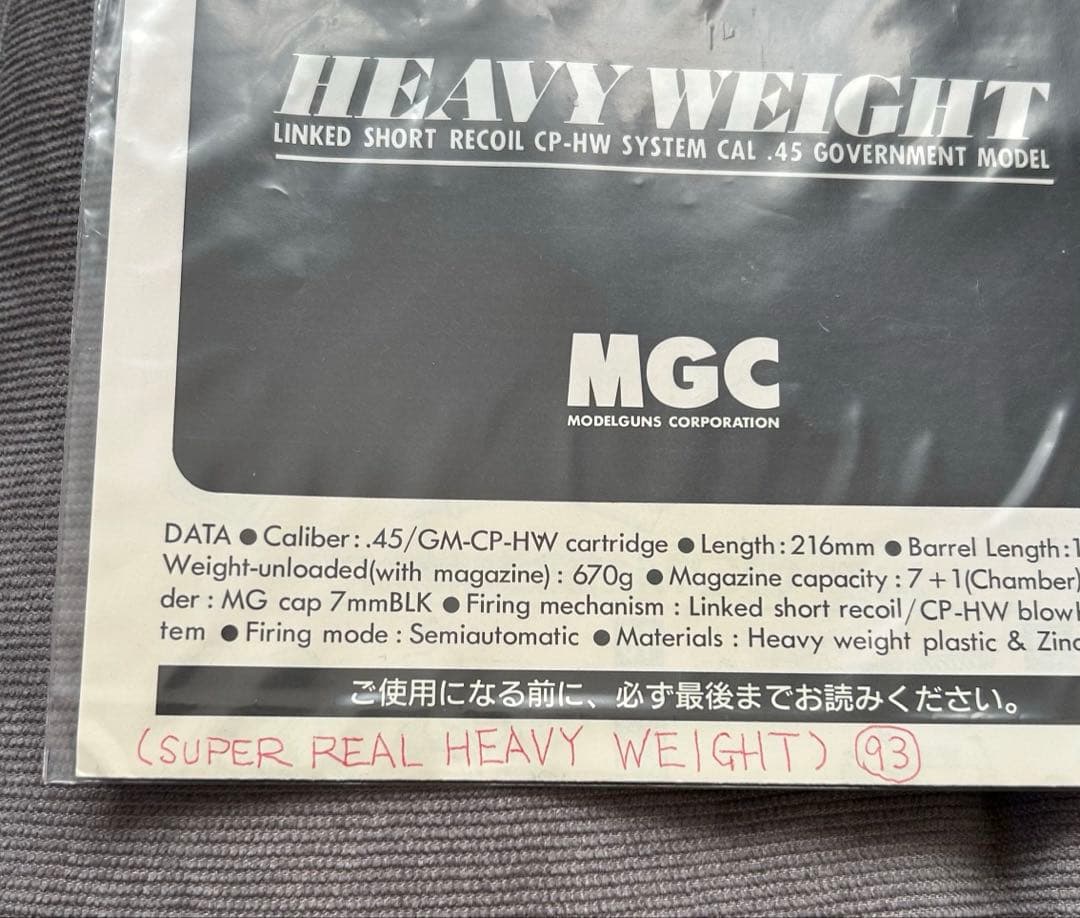 HEAVY WEIGHT
LINKED SHORT RECOIL CP-HW SYSTEM CAL .45 GOVERNMENT MODEL
MGC
MODELGUNS CORPORATION
DATA ●Caliber:.45/GM-CP-HW cartridge ●Length:216mm ●Barrel Length:1
Weight-unloaded(with magazine) : 670g ●Magazine capacity : 7+1(Chamber)
der : MG cap 7mmBLK ●Firing mechanism : Linked short recoil/CP-HW blow
tem ●Firing mode : Semiautomatic ●Materials : Heavy weight plastic & Zinc
ご使用になる前に、必ず最後までお読みください。
(SUPER REAL HEAVY WEIGHT) 93